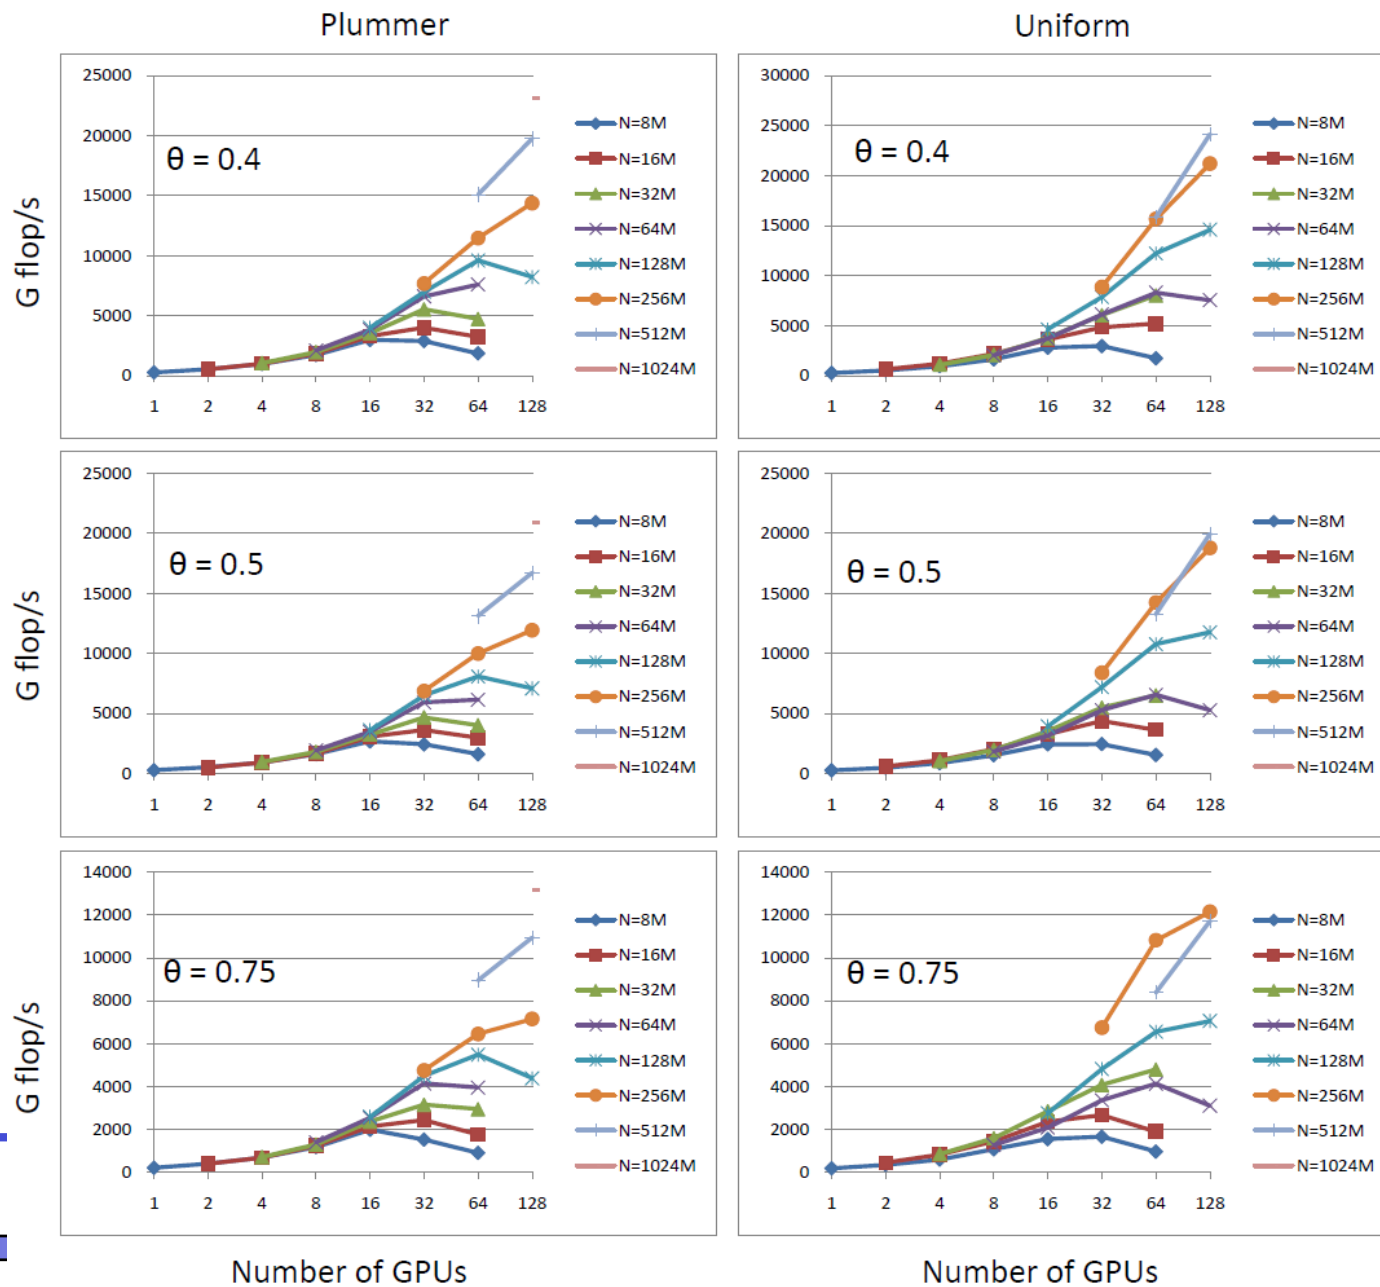 Plummer
Uniform
G flop/s
25000
20000
15000
10000
5000
0
θ = 0.4
1 2 4 8 16 32 64 128
N=8M
N=16M
N=32M
N=64M
N=128M
N=256M
N=512M
N=1024M
30000
25000
20000
15000
10000
5000
0
θ = 0.4
1 2 4 8 16 32 64 128
N=8M
N=16M
N=32M
N=64M
N=128M
N=256M
N=512M
N=1024M
G flop/s
25000
20000
15000
10000
5000
0
θ = 0.5
1 2 4 8 16 32 64 128
N=8M
N=16M
N=32M
N=64M
N=128M
N=256M
N=512M
N=1024M
25000
20000
15000
10000
5000
0
θ = 0.5
1 2 4 8 16 32 64 128
N=8M
N=16M
N=32M
N=64M
N=128M
N=256M
N=512M
N=1024M
G flop/s
14000
12000
10000
8000
6000
4000
2000
0
θ = 0.75
1 2 4 8 16 32 64 128
N=8M
N=16M
N=32M
N=64M
N=128M
N=256M
N=512M
N=1024M
14000
12000
10000
8000
6000
4000
2000
0
θ = 0.75
1 2 4 8 16 32 64 128
N=8M
N=16M
N=32M
N=64M
N=128M
N=256M
N=512M
N=1024M
Number of GPUs
Number of GPUs